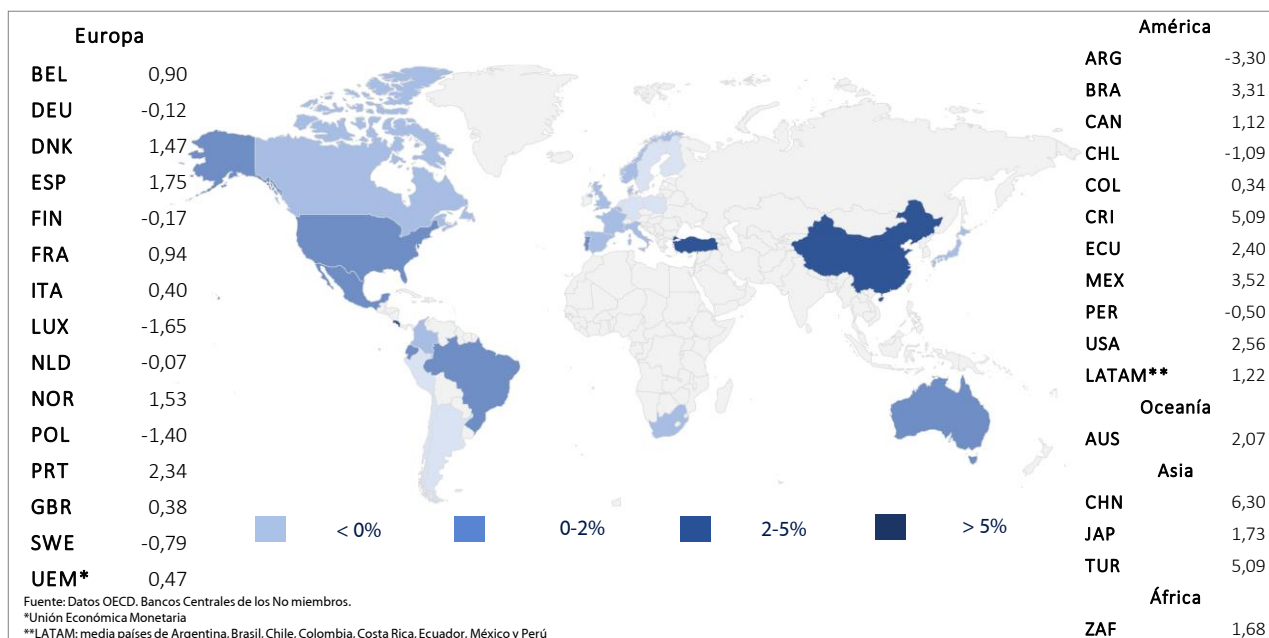 Europa
BEL 0,90
DEU -0,12
DNK 1,47
ESP 1,75
FIN -0,17
FRA 0,94
ITA 0,40
LUX -1,65
NLD -0,07
NOR 1,53
POL -1,40
PRT 2,34
GBR 0,38
SWE -0,79
UEM* 0,47
< 0% 0-2% 2-5% > 5%
América
ARG -3,30
BRA 3,31
CAN 1,12
CHL -1,09
COL 0,34
CRI 5,09
ECU 2,40
MEX 3,52
PER -0,50
USA 2,56
LATAM** 1,22
Oceanía
AUS 2,07
Asia
CHN 6,30
JAP 1,73
TUR 5,09
África
ZAF 1,68
Fuente: Datos OECD. Bancos Centrales de los No miembros.
*Unión Económica Monetaria
**LATAM: media países de Argentina, Brasil, Chile, Colombia, Costa Rica, Ecuador, México y Perú